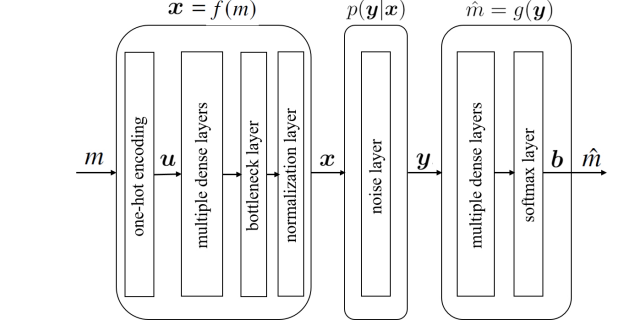 x = f(m)
p(y|x)
m̂ = g(y)
m
one-hot encoding
u
multiple dense layers
bottleneck layer
normalization layer
x
noise layer
y
multiple dense layers
softmax layer
b
m̂